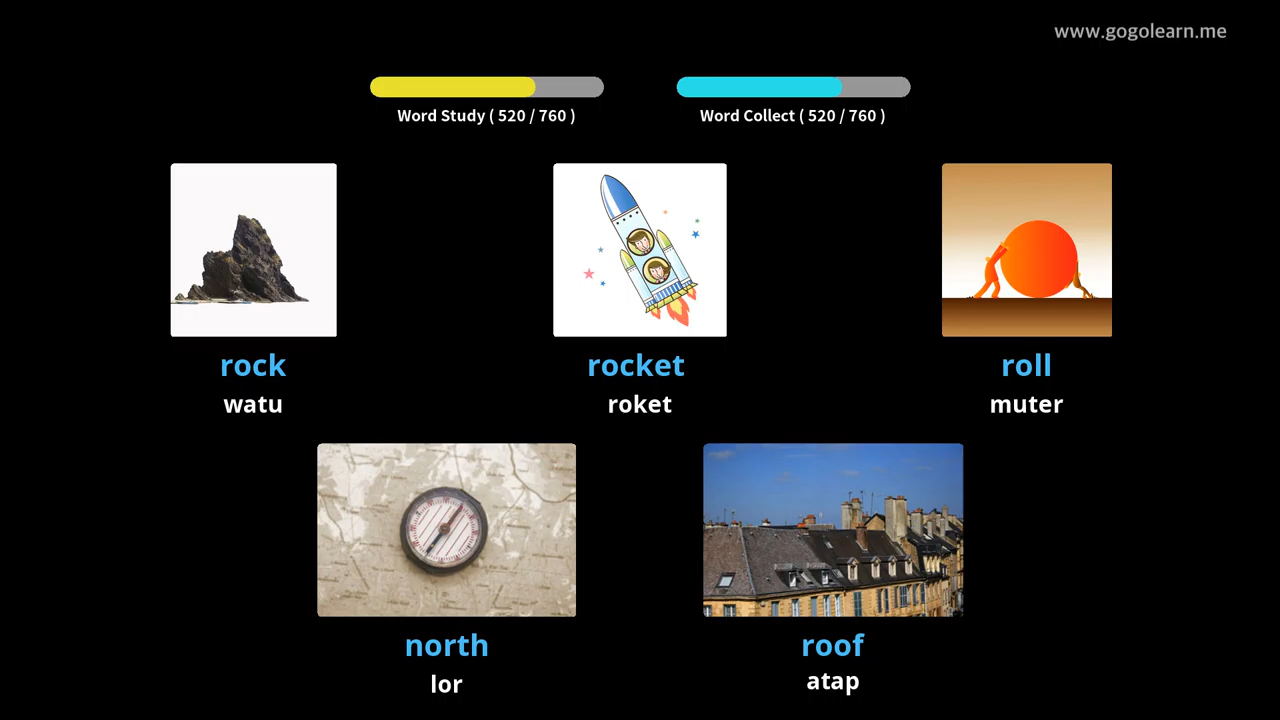 www.gogolearn.me
Word Study ( 520 / 760 )
Word Collect ( 520 / 760 )
rock
rocket
roll
watu
roket
muter
north
roof
lor
atap